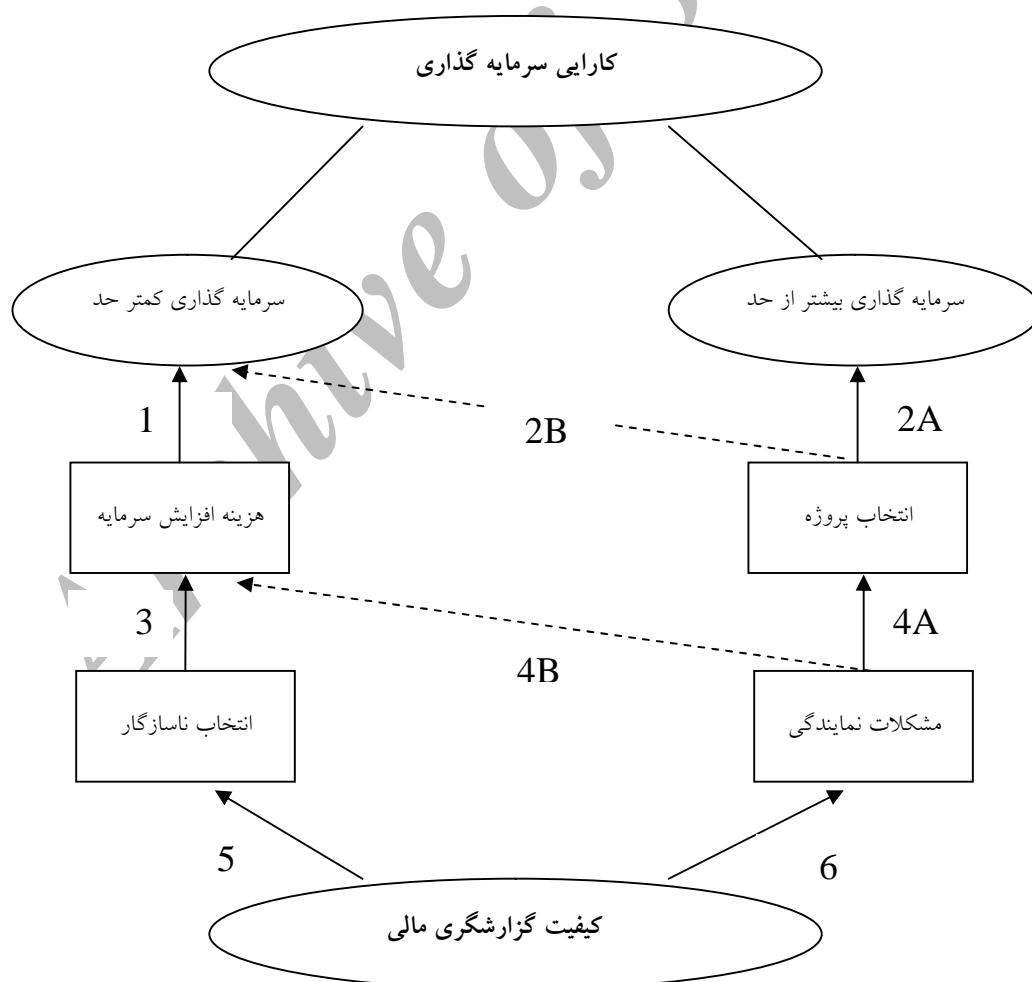 کارایی سرمایه گذاری
سرمایه گذاری کمتر حد
سرمایه گذاری بیشتر از حد
1
2B
2A
هزینه افزایش سرمایه
انتخاب پروژه
3
4B
4A
انتخاب ناسازگار
مشکلات نمایندگی
5
6
کیفیت گزارشگری مالی